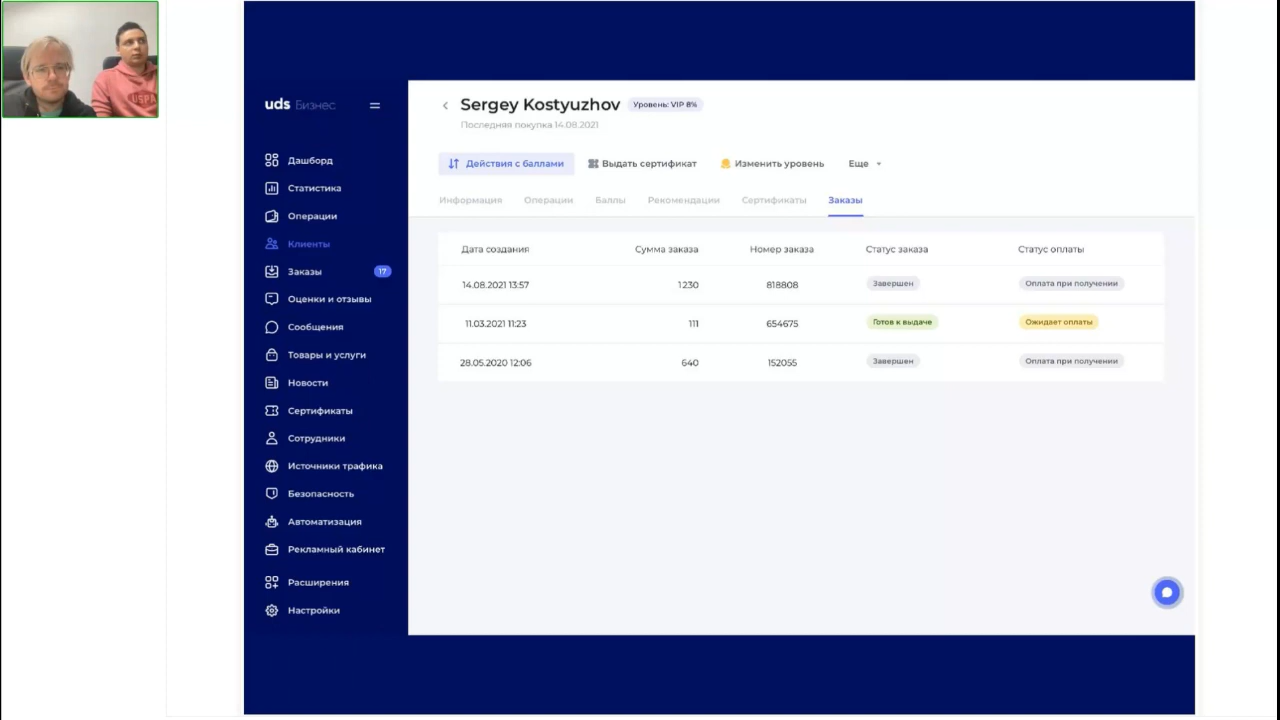 uds Бизнес
Дашборд
Статистика
Операции
Клиенты
Заказы 17
Оценки и отзывы
Сообщения
Товары и услуги
Новости
Сертификаты
Сотрудники
Источники трафика
Безопасность
Автоматизация
Рекламный кабинет
Расширения
Настройки
Sergey Kostyuzhov Уровень: VIP 8%
Последняя покупка 14.08.2021
Действия с баллами Выдать сертификат Изменить уровень Еще
Информация Операции Баллы Рекомендации Сертификаты Заказы
Дата создания Сумма заказа Номер заказа Статус заказа Статус оплаты
14.08.2021 13:57 1230 818808 Завершен Оплата при получении
11.03.2021 11:23 111 654675 Готов к выдаче Ожидает оплаты
28.05.2020 12:06 640 152055 Завершен Оплата при получении